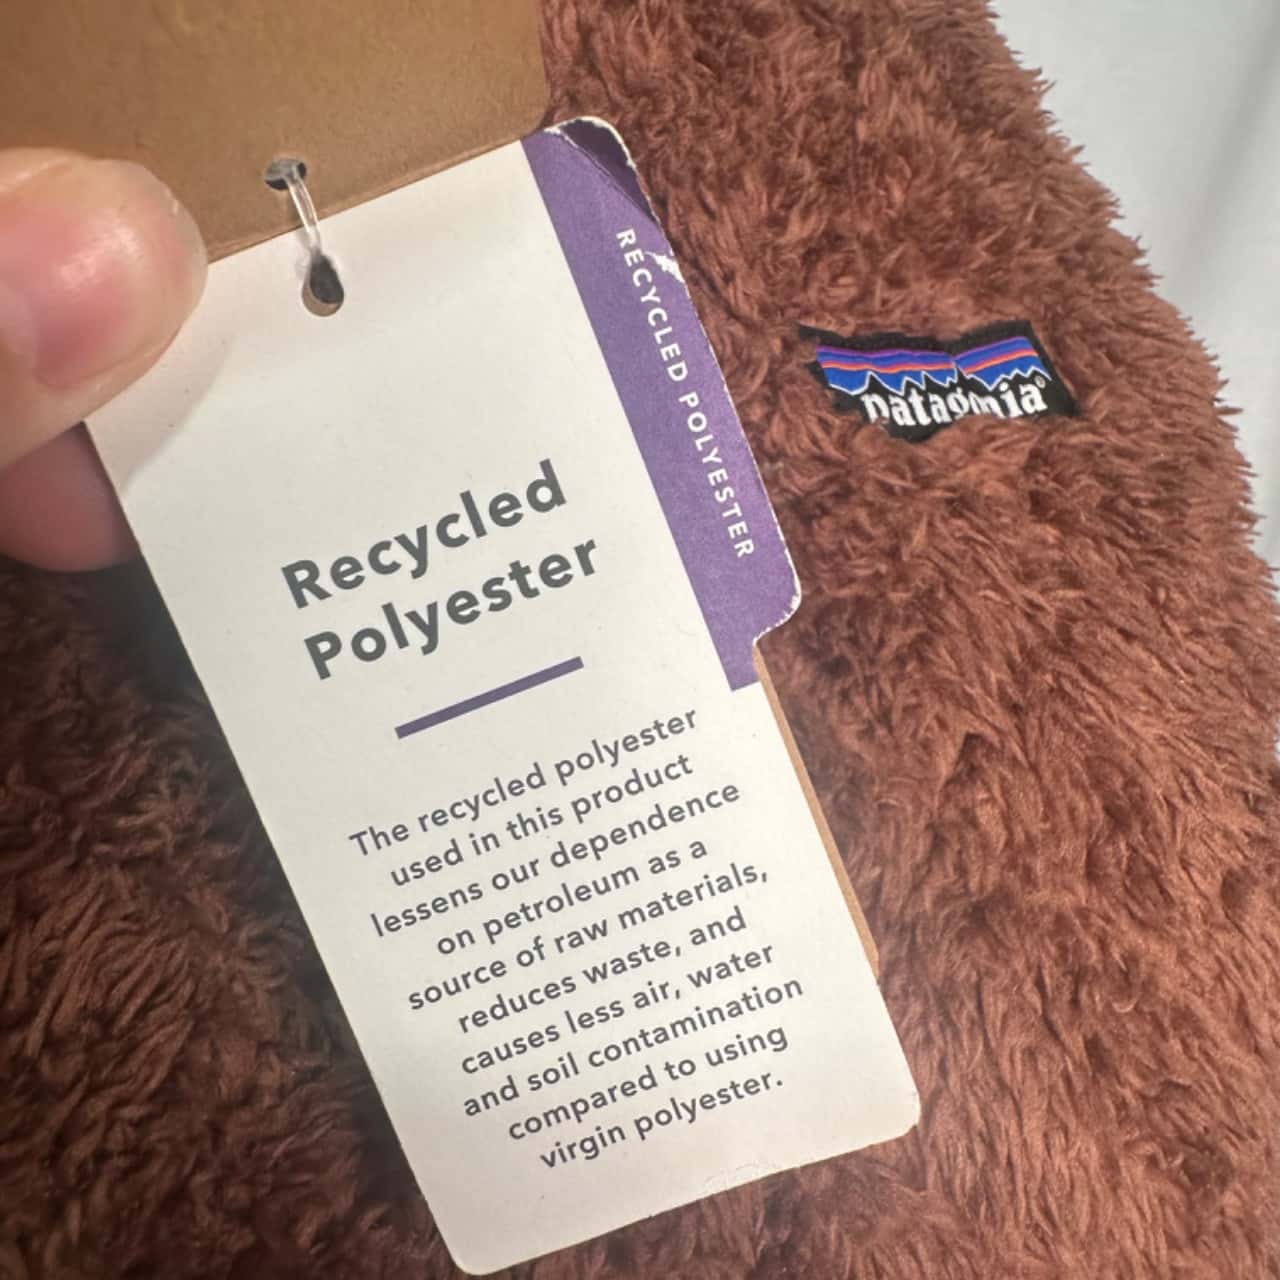 RECYCLED POLYESTER
patagonia®
Recycled
Polyester
The recycled polyester
used in this product
lessens our dependence
on petroleum as a
source of raw materials,
reduces waste, and
causes less air, water
and soil contamination
compared to using
virgin polyester.